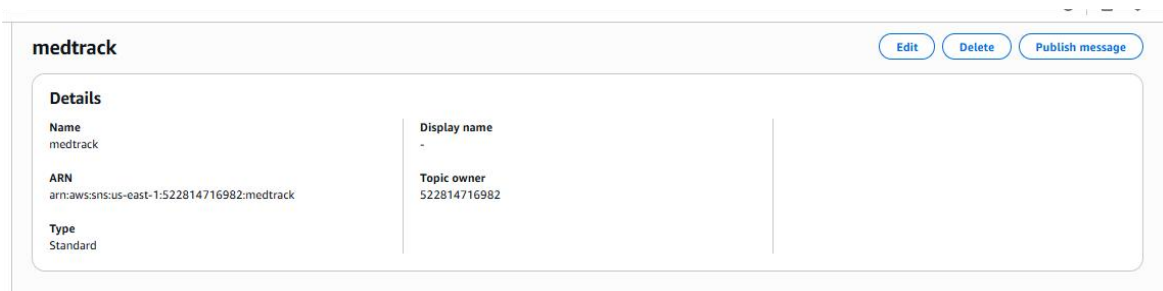 medtrack
Edit
Delete
Publish message
Details
Name
medtrack
Display name
-
ARN
arn:aws:sns:us-east-1:522814716982:medtrack
Topic owner
522814716982
Type
Standard